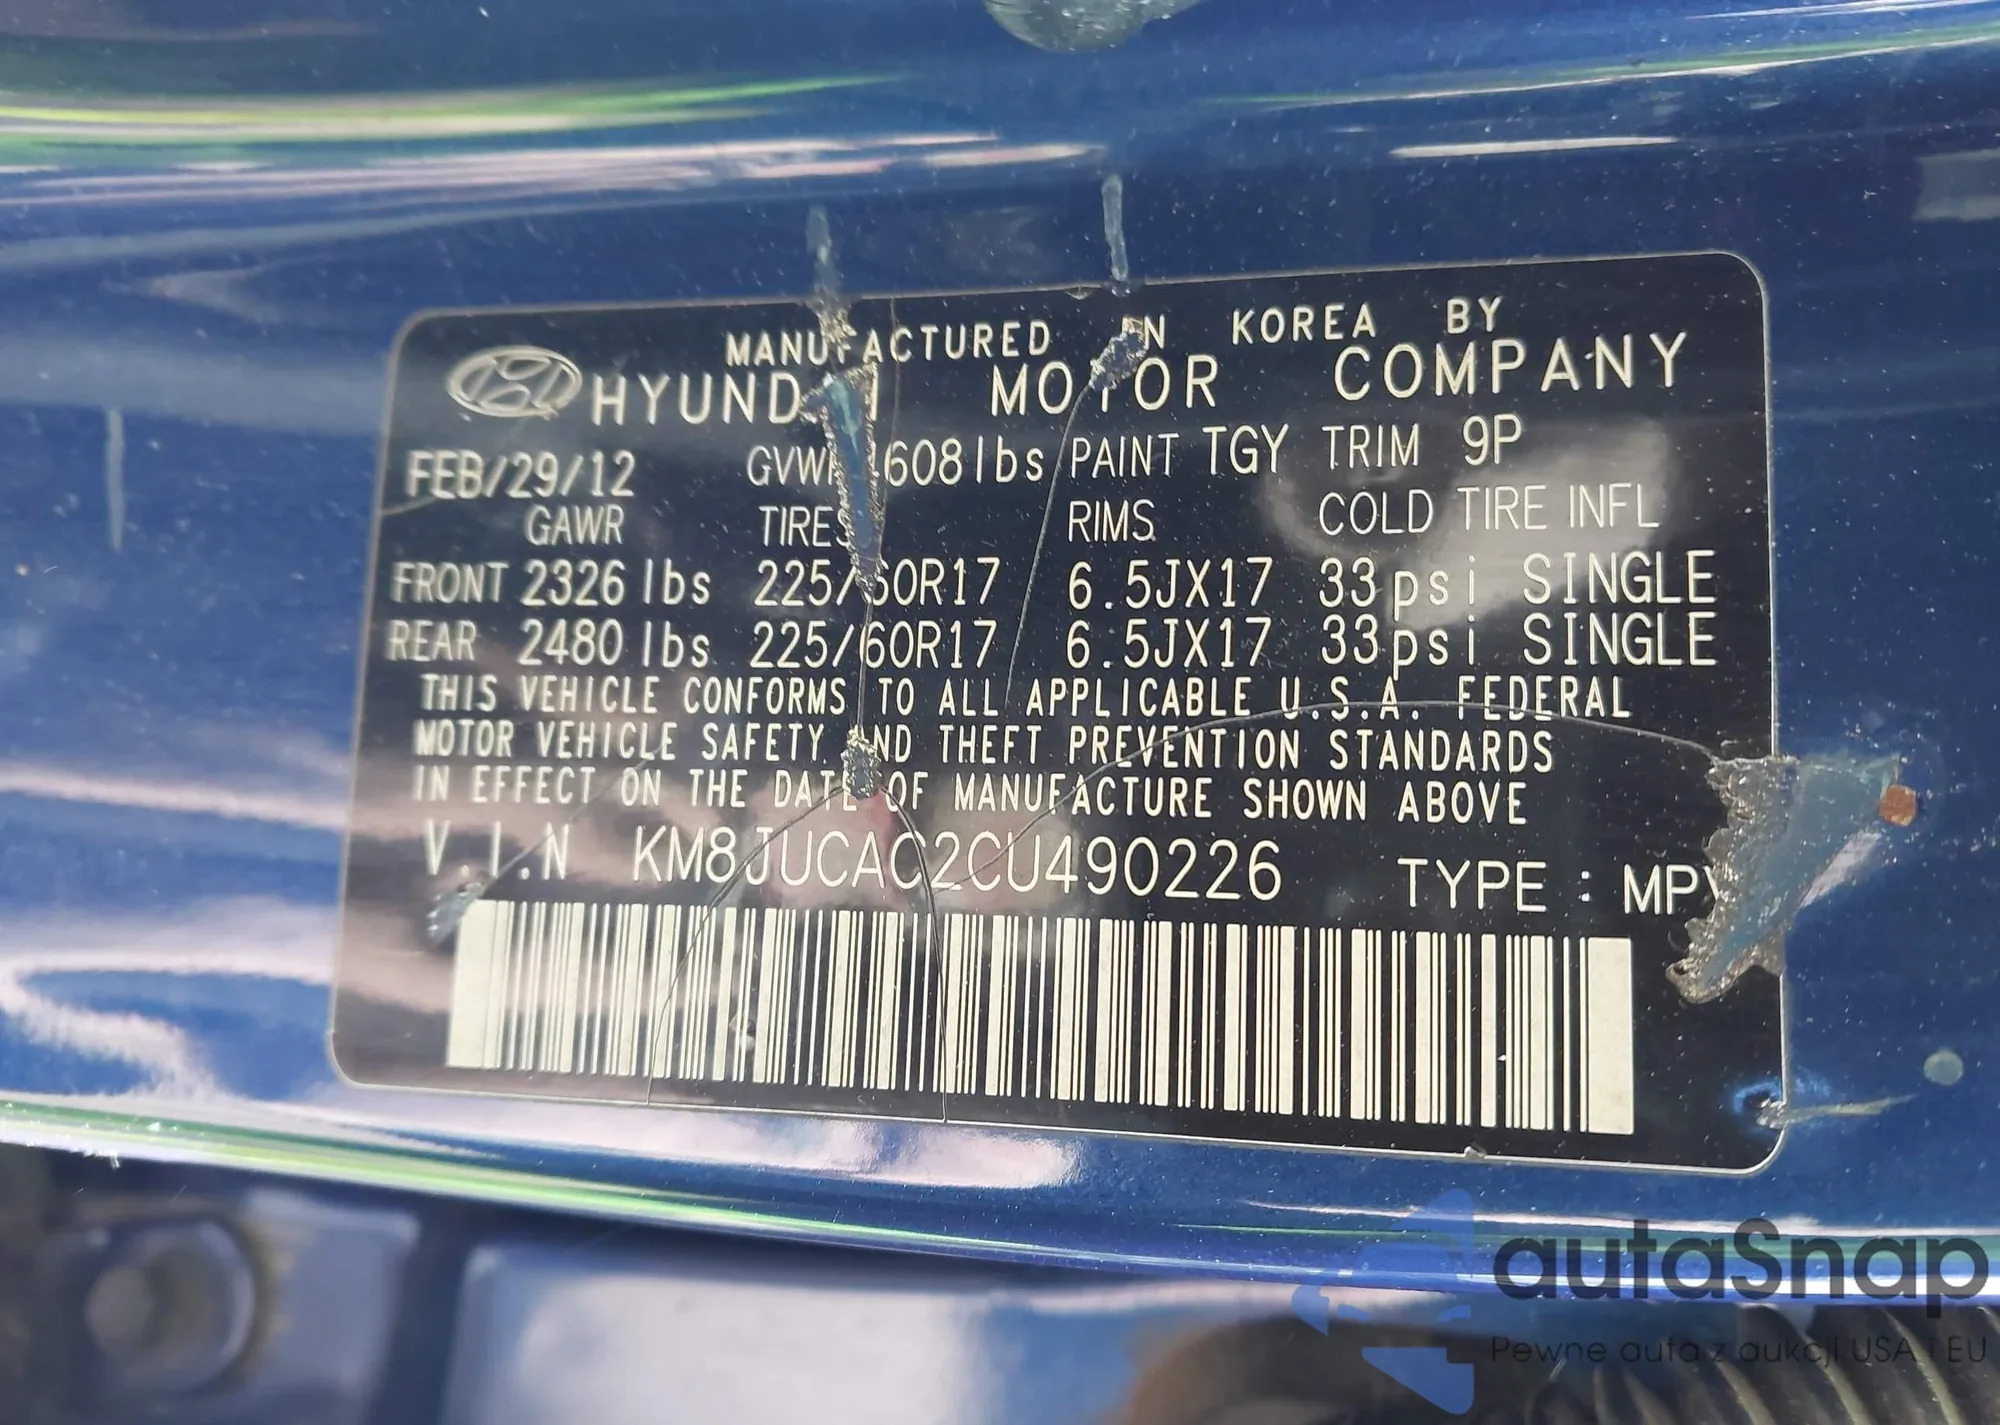 MANUFACTURED IN KOREA BY
HYUNDAI MOTOR COMPANY
FEB/29/12 608lbs PAINT TGY TRIM 9P
GAWR TIRES RIMS COLD TIRE INFL
FRONT 2326 lbs 225/60R17 6.5JX17 33psi SINGLE
REAR 2480 lbs 225/60R17 6.5JX17 33psi SINGLE
THIS VEHICLE CONFORMS TO ALL APPLICABLE U.S.A. FEDERAL
MOTOR VEHICLE SAFETY AND THEFT PREVENTION STANDARDS
IN EFFECT ON THE DATE OF MANUFACTURE SHOWN ABOVE
V.I.N KM8JUCAC2CU490226 TYPE : MPV
autaSnap
Pewne auta z aukcji USA i EU